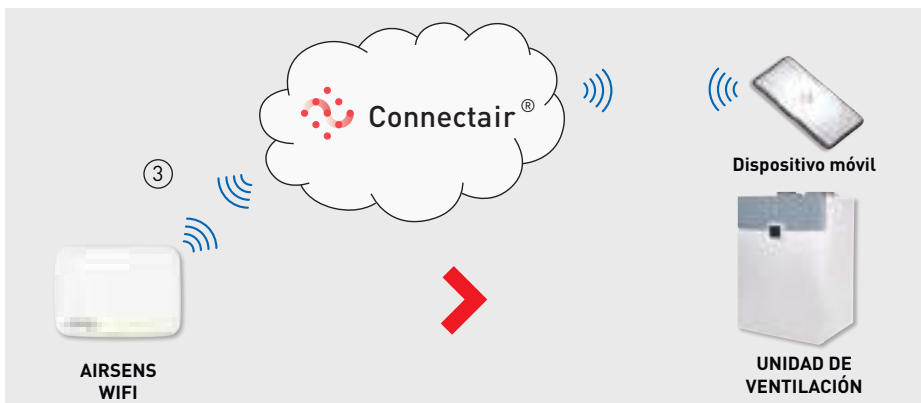 Connectair®
Dispositivo móvil
3
AIRSENS
WIFI
UNIDAD DE
VENTILACIÓN